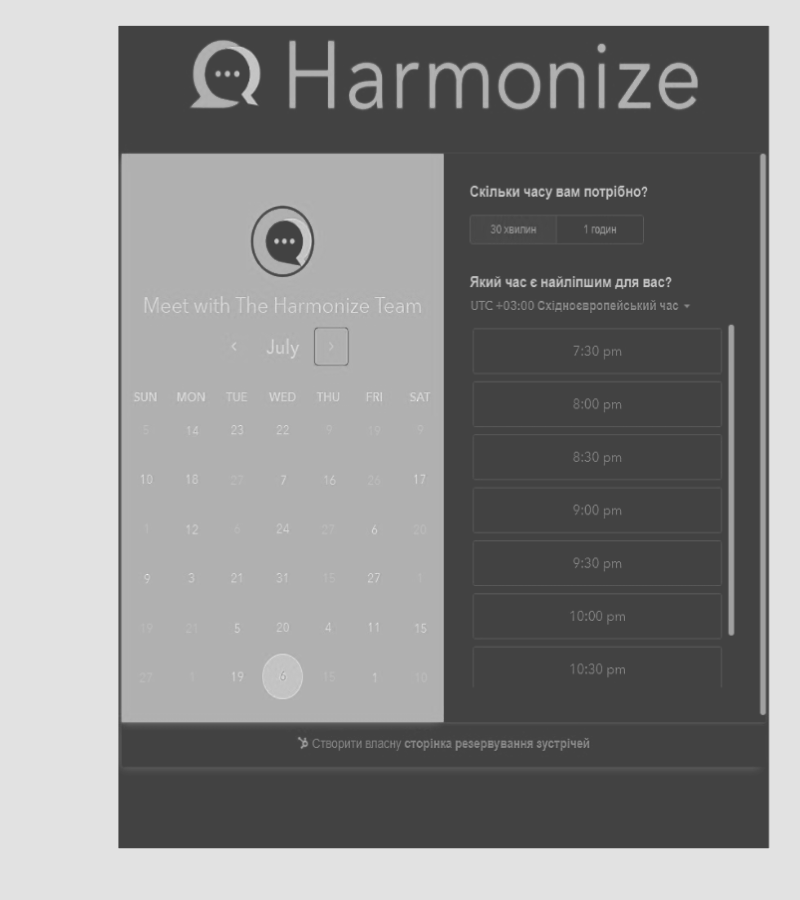 Harmonize
Meet with The Harmonize Team
July
SUN MON TUE WED THU FRI SAT
5 14 23 22 9 19 9
10 18 27 7 16 26 17
1 12 6 24 27 6 20
9 3 21 31 15 27 1
19 21 5 20 4 11 15
27 1 19 6 15 1 10
Скільки часу вам потрібно?
30 хвилин 1 годин
Який час є найліпшим для вас?
UTC +03:00 Східноєвропейський час
7:30 pm
8:00 pm
8:30 pm
9:00 pm
9:30 pm
10:00 pm
10:30 pm
Створити власну сторінка резервування зустрічей